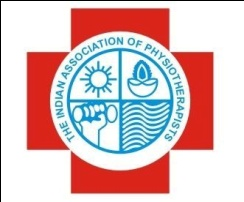 THE INDIAN ASSOCIATION OF PHYSIOTHERAPISTS